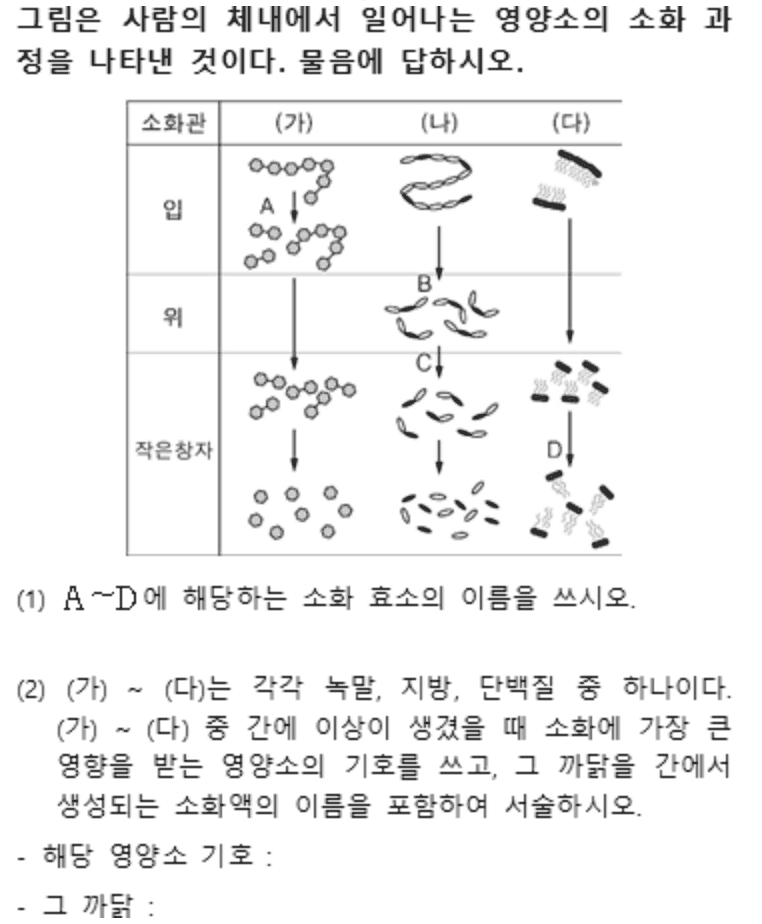 그림은 사람의 체내에서 일어나는 영양소의 소화 과
정을 나타낸 것이다. 물음에 답하시오.
소화관 (가) (나) (다)
입
A
B
위
C
작은창자
D
(1) A~D에 해당하는 소화 효소의 이름을 쓰시오.
(2) (가) ~ (다)는 각각 녹말, 지방, 단백질 중 하나이다.
(가) ~ (다) 중 간에 이상이 생겼을 때 소화에 가장 큰
영향을 받는 영양소의 기호를 쓰고, 그 까닭을 간에서
생성되는 소화액의 이름을 포함하여 서술하시오.
- 해당 영양소 기호 :
- 그 까닭 :